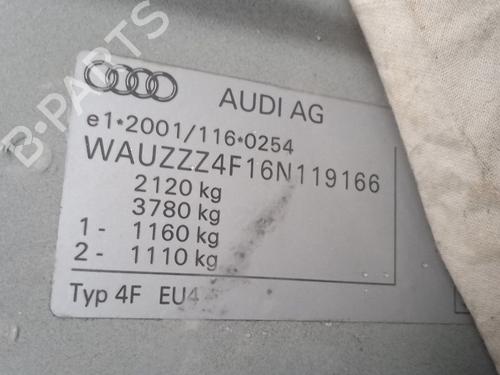 B-PARTS
AUDI AG
e1*2001/116*0254
WAUZZZ4F16N119166
2120 kg
3780 kg
1- 1160 kg
2- 1110 kg
Typ 4F EU4